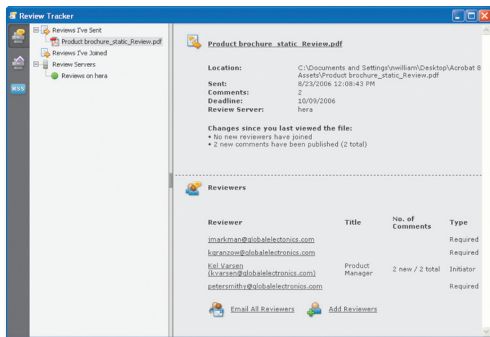 Review Tracker
Reviews I've Sent
Product brochure_static_Review.pdf
Reviews I've Joined
Review Servers
Reviews on hera
RSS
Product brochure_static_Review.pdf
Location: C:\Documents and Settings\nwilliam\Desktop\Acrobat 8
Assets\Product brochure_static_Review.pdf
Sent: 8/23/2006 12:08:43 PM
Comments: 2
Deadline: 10/09/2006
Review Server: hera
Changes since you last viewed the file:
• No new reviewers have joined
• 2 new comments have been published (2 total)
Reviewers
Reviewer Title No. of Comments Type
jmarkman@globalelectonics.com Required
kgranzow@globalelectronics.com Required
Kel Varsen (kvarsen@globalelectronics.com) Product Manager 2 new / 2 total Initiator
petersmithy@globalelectronics.com Required
Email All Reviewers Add Reviewers